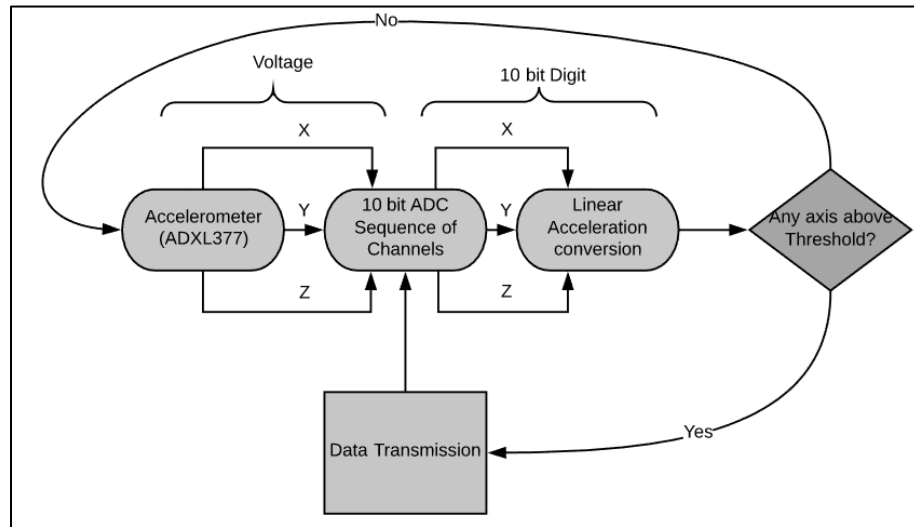 No
Voltage
10 bit Digit
X
X
Accelerometer
(ADXL377)
Y
10 bit ADC
Sequence of
Channels
Y
Linear
Acceleration
conversion
Any axis above
Threshold?
Z
Z
Data Transmission
Yes